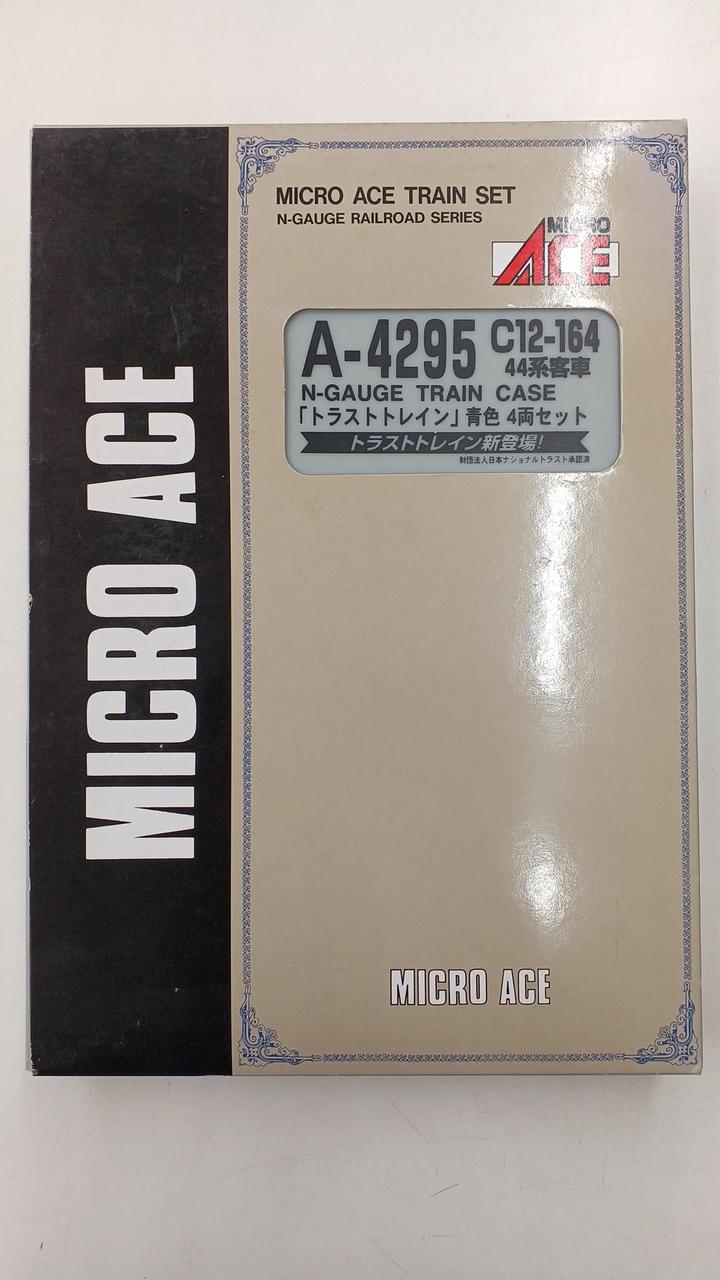 MICRO ACE
MICRO ACE TRAIN SET
N-GAUGE RAILROAD SERIES
MICRO
ACE
A-4295
C12-164
44系客車
N-GAUGE TRAIN CASE
「トラストトレイン」青色 4両セット
トラストトレイン新登場!
財団法人日本ナショナルトラスト承認済
MICRO ACE